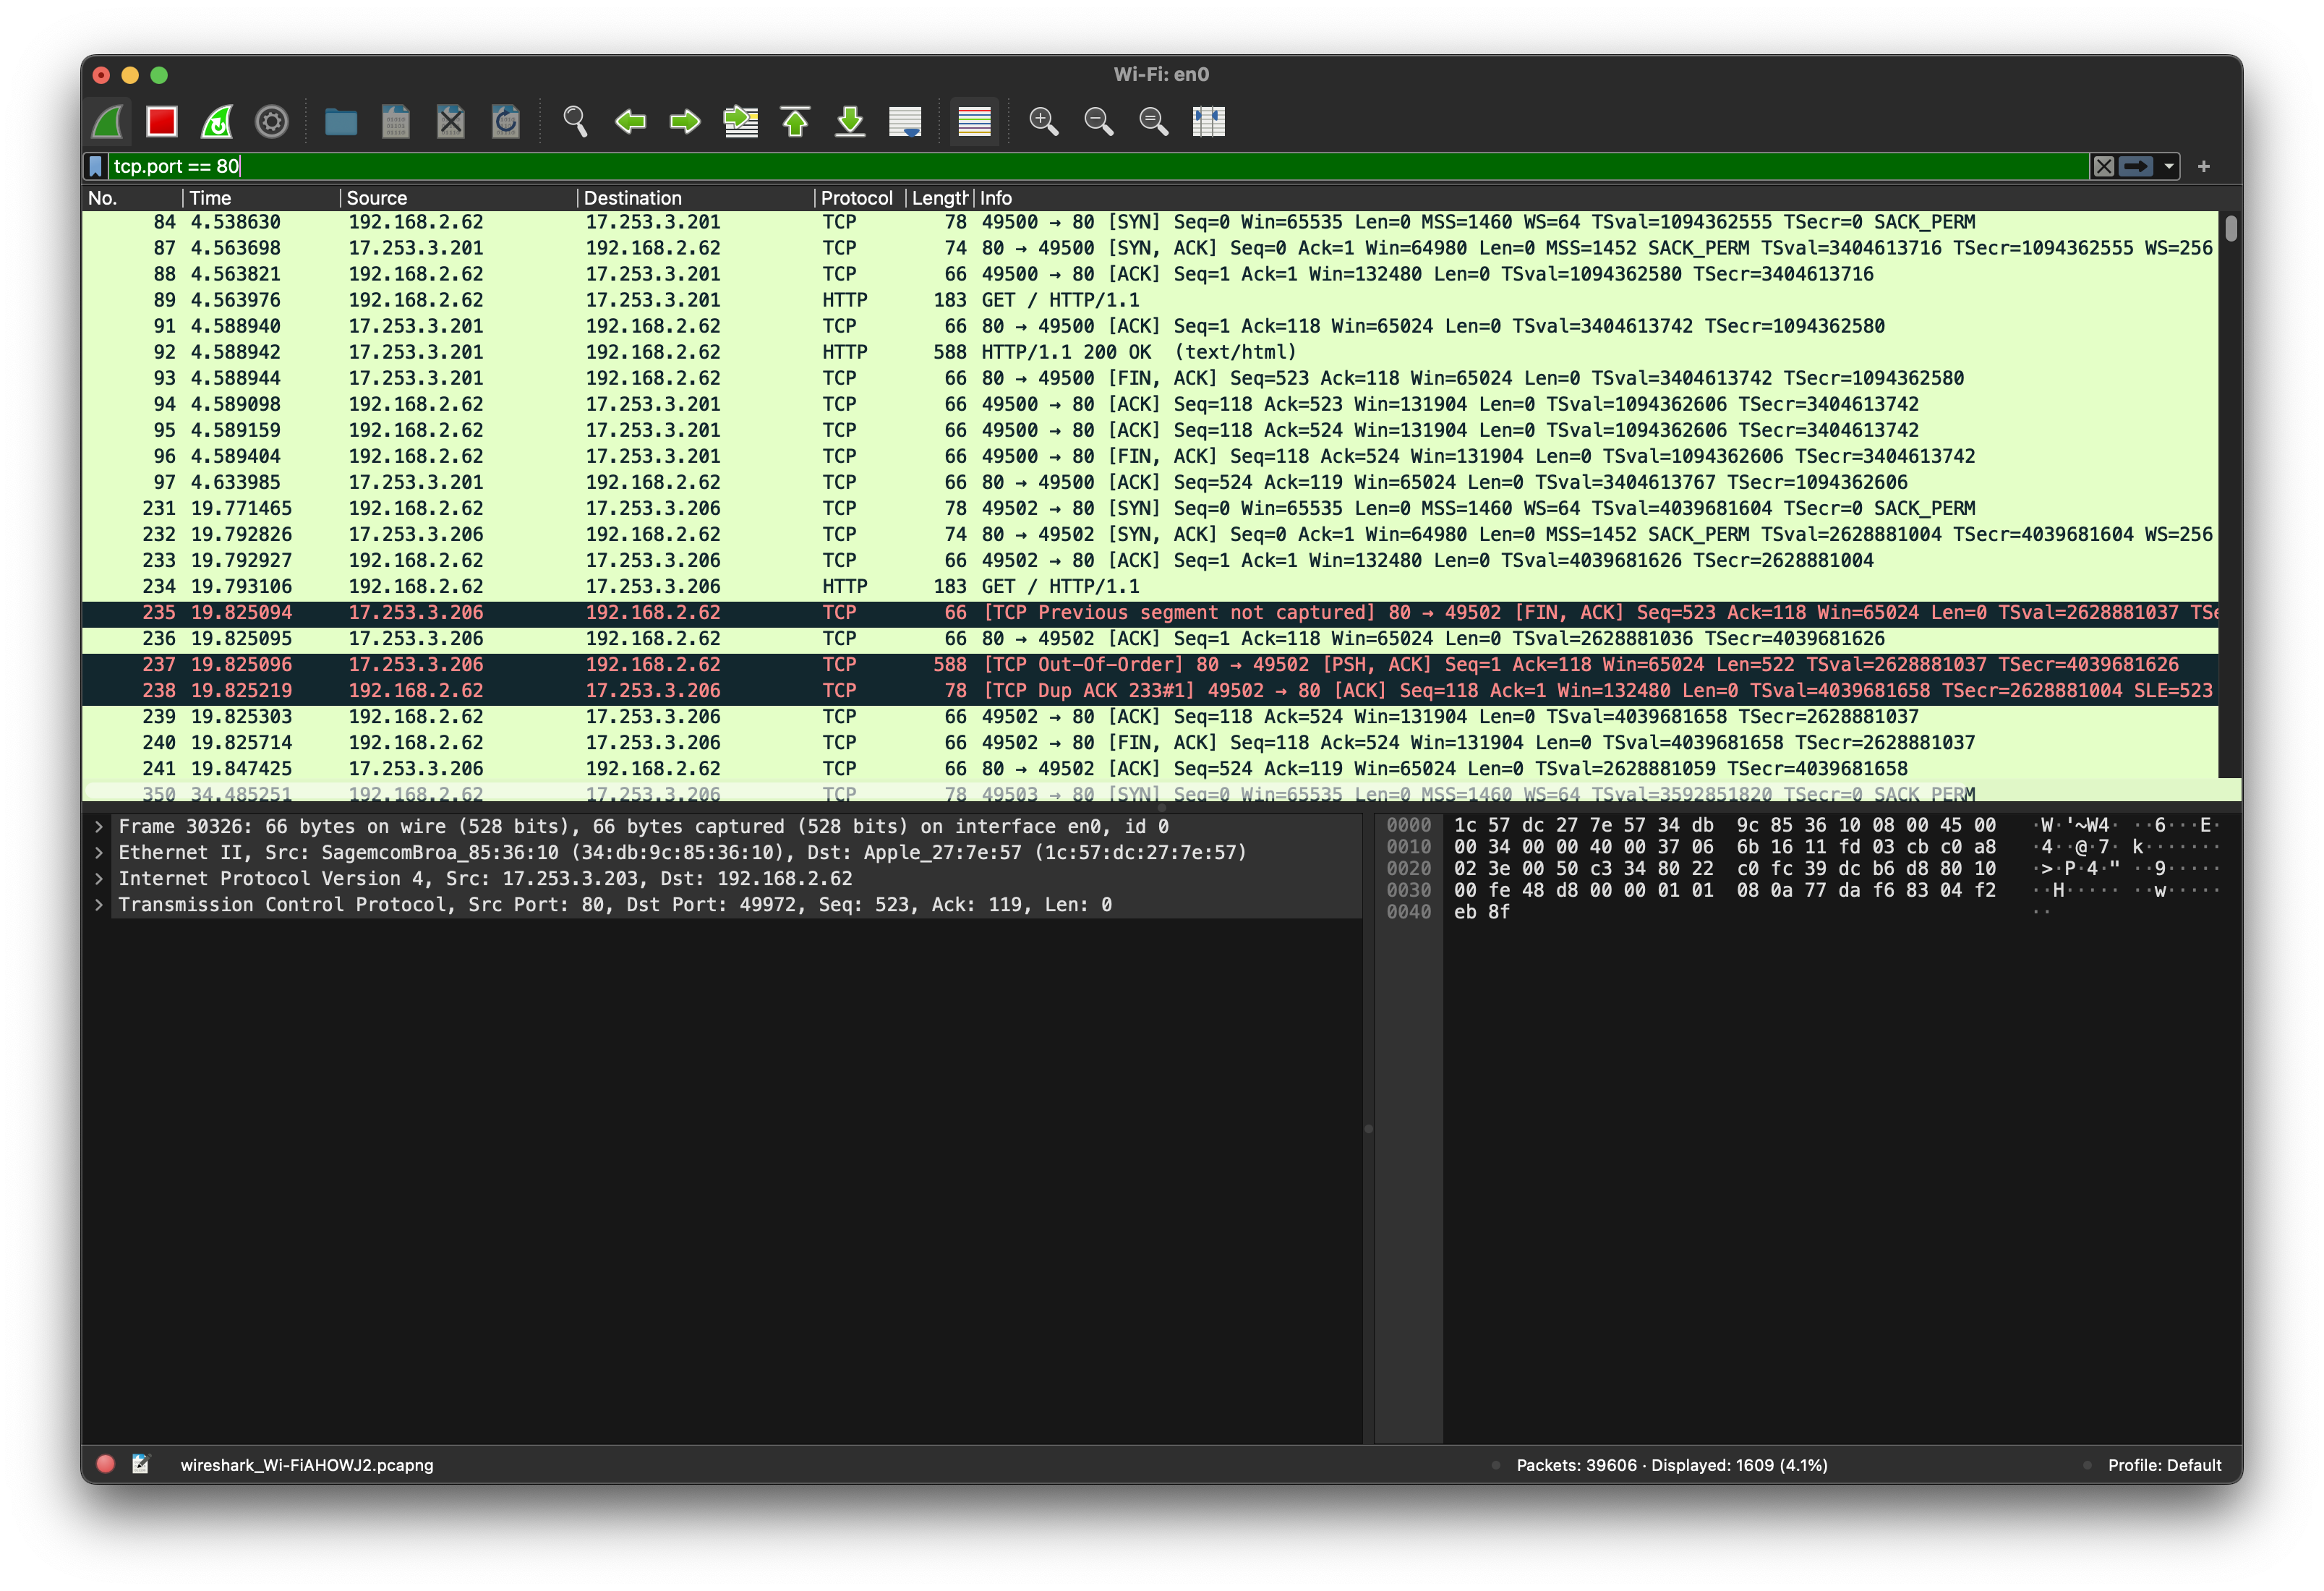 Wi-Fi: en0
tcp.port == 80
No. Time Source Destination Protocol Length Info
84 4.538630 192.168.2.62 17.253.3.201 TCP 78 49500 → 80 [SYN] Seq=0 Win=65535 Len=0 MSS=1460 WS=64 TSval=1094362555 TSecr=0 SACK_PERM
87 4.563698 17.253.3.201 192.168.2.62 TCP 74 80 → 49500 [SYN, ACK] Seq=0 Ack=1 Win=64980 Len=0 MSS=1452 SACK_PERM TSval=3404613716 TSecr=1094362555 WS=256
88 4.563821 192.168.2.62 17.253.3.201 TCP 66 49500 → 80 [ACK] Seq=1 Ack=1 Win=132480 Len=0 TSval=1094362580 TSecr=3404613716
89 4.563976 192.168.2.62 17.253.3.201 HTTP 183 GET / HTTP/1.1
91 4.588940 17.253.3.201 192.168.2.62 TCP 66 80 → 49500 [ACK] Seq=1 Ack=118 Win=65024 Len=0 TSval=3404613742 TSecr=1094362580
92 4.588942 17.253.3.201 192.168.2.62 HTTP 588 HTTP/1.1 200 OK (text/html)
93 4.588944 17.253.3.201 192.168.2.62 TCP 66 80 → 49500 [FIN, ACK] Seq=523 Ack=118 Win=65024 Len=0 TSval=3404613742 TSecr=1094362580
94 4.589098 192.168.2.62 17.253.3.201 TCP 66 49500 → 80 [ACK] Seq=118 Ack=523 Win=131904 Len=0 TSval=1094362606 TSecr=3404613742
95 4.589159 192.168.2.62 17.253.3.201 TCP 66 49500 → 80 [ACK] Seq=118 Ack=524 Win=131904 Len=0 TSval=1094362606 TSecr=3404613742
96 4.589404 192.168.2.62 17.253.3.201 TCP 66 49500 → 80 [FIN, ACK] Seq=118 Ack=524 Win=131904 Len=0 TSval=1094362606 TSecr=3404613742
97 4.633985 17.253.3.201 192.168.2.62 TCP 66 80 → 49500 [ACK] Seq=524 Ack=119 Win=65024 Len=0 TSval=3404613767 TSecr=1094362606
231 19.771465 192.168.2.62 17.253.3.206 TCP 78 49502 → 80 [SYN] Seq=0 Win=65535 Len=0 MSS=1460 WS=64 TSval=4039681604 TSecr=0 SACK_PERM
232 19.792826 17.253.3.206 192.168.2.62 TCP 74 80 → 49502 [SYN, ACK] Seq=0 Ack=1 Win=64980 Len=0 MSS=1452 SACK_PERM TSval=2628881004 TSecr=4039681604 WS=256
233 19.792927 192.168.2.62 17.253.3.206 TCP 66 49502 → 80 [ACK] Seq=1 Ack=1 Win=132480 Len=0 TSval=4039681626 TSecr=2628881004
234 19.793106 192.168.2.62 17.253.3.206 HTTP 183 GET / HTTP/1.1
235 19.825094 17.253.3.206 192.168.2.62 TCP 66 [TCP Previous segment not captured] 80 → 49502 [FIN, ACK] Seq=523 Ack=118 Win=65024 Len=0 TSval=2628881037 TSe
236 19.825095 17.253.3.206 192.168.2.62 TCP 66 80 → 49502 [ACK] Seq=1 Ack=118 Win=65024 Len=0 TSval=2628881036 TSecr=4039681626
237 19.825096 17.253.3.206 192.168.2.62 TCP 588 [TCP Out-Of-Order] 80 → 49502 [PSH, ACK] Seq=1 Ack=118 Win=65024 Len=522 TSval=2628881037 TSecr=4039681626
238 19.825219 192.168.2.62 17.253.3.206 TCP 78 [TCP Dup ACK 233#1] 49502 → 80 [ACK] Seq=118 Ack=1 Win=132480 Len=0 TSval=4039681658 TSecr=2628881004 SLE=523
239 19.825303 192.168.2.62 17.253.3.206 TCP 66 49502 → 80 [ACK] Seq=118 Ack=524 Win=131904 Len=0 TSval=4039681658 TSecr=2628881037
240 19.825714 192.168.2.62 17.253.3.206 TCP 66 49502 → 80 [FIN, ACK] Seq=118 Ack=524 Win=131904 Len=0 TSval=4039681658 TSecr=2628881037
241 19.847425 17.253.3.206 192.168.2.62 TCP 66 80 → 49502 [ACK] Seq=524 Ack=119 Win=65024 Len=0 TSval=2628881059 TSecr=4039681658
350 34.485251 192.168.2.62 17.253.3.206 TCP 78 49503 → 80 [SYN] Seq=0 Win=65535 Len=0 MSS=1460 WS=64 TSval=3592851820 TSecr=0 SACK_PERM
Frame 30326: 66 bytes on wire (528 bits), 66 bytes captured (528 bits) on interface en0, id 0
Ethernet II, Src: SagemcomBroa_85:36:10 (34:db:9c:85:36:10), Dst: Apple_27:7e:57 (1c:57:dc:27:7e:57)
Internet Protocol Version 4, Src: 17.253.3.203, Dst: 192.168.2.62
Transmission Control Protocol, Src Port: 80, Dst Port: 49972, Seq: 523, Ack: 119, Len: 0
0000 1c 57 dc 27 7e 57 34 db 9c 85 36 10 08 00 45 00 ·W·'~W4· ··6···E·
0010 00 34 00 00 40 00 37 06 6b 16 11 fd 03 cb c0 a8 ·4··@·7· k·······
0020 02 3e 00 50 c3 34 80 22 c0 fc 39 dc b6 d8 80 10 ·>·P·4·" ··9·····
0030 00 fe 48 d8 00 00 01 01 08 0a 77 da f6 83 04 f2 ··H····· ··w·····
0040 eb 8f ··
wireshark_Wi-FiAHOWJ2.pcapng
Packets: 39606 · Displayed: 1609 (4.1%)
Profile: Default